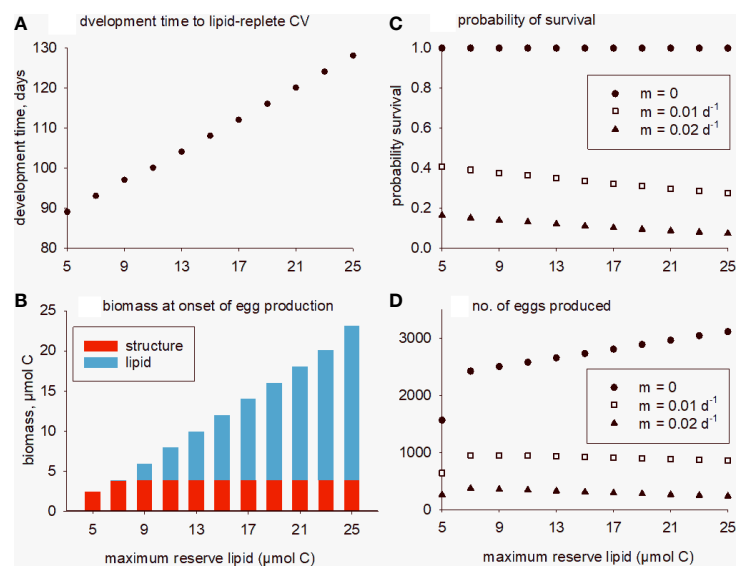 A dvelopment time to lipid-replete CV
130
120
110
100
90
80
development time, days
5 9 13 17 21 25
B biomass at onset of egg production
25
20
15
10
5
0
biomass, µmol C
structure
lipid
5 9 13 17 21 25
maximum reserve lipid (µmol C)
C probability of survival
1.0
0.8
0.6
0.4
0.2
0.0
probability survival
m = 0
m = 0.01 d-1
m = 0.02 d-1
5 9 13 17 21 25
D no. of eggs produced
3000
2000
1000
0
m = 0
m = 0.01 d-1
m = 0.02 d-1
5 9 13 17 21 25
maximum reserve lipid (µmol C)